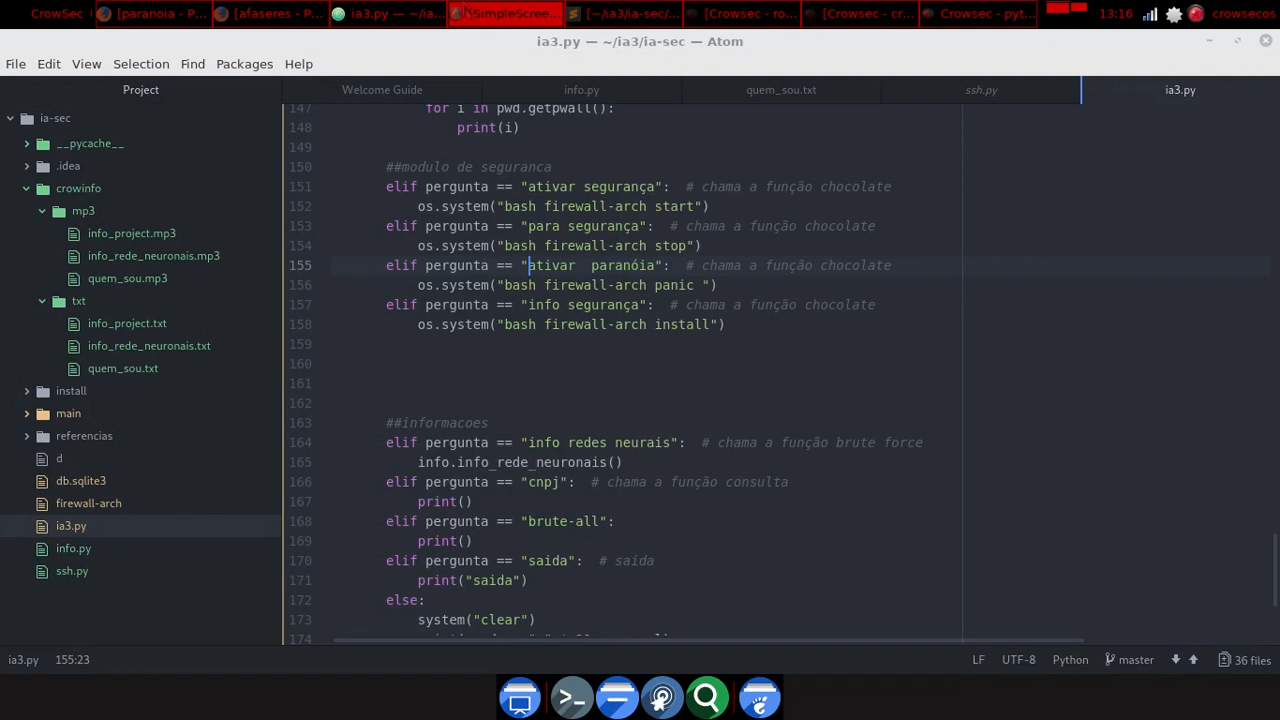 CrowSec
[paranoia - P...
[afaseres - P...
ia3.py — ~/ia...
SimpleScree...
[~/ia3/ia-sec/...
[Crowsec - ro...
[Crowsec - cr...
Crowsec - pyt...
13:16
crowsecos
ia3.py — ~/ia3/ia-sec — Atom
File Edit View Selection Find Packages Help
Project
Welcome Guide
info.py
quem_sou.txt
ssh.py
ia3.py
ia-sec
__pycache__
.idea
crowinfo
mp3
info_project.mp3
info_rede_neuronais.mp3
quem_sou.mp3
txt
info_project.txt
info_rede_neuronais.txt
quem_sou.txt
install
main
referencias
d
db.sqlite3
firewall-arch
ia3.py
info.py
ssh.py
147 for i in pwd.getpwall():
148 print(i)
149
150 ##modulo de seguranca
151 elif pergunta == "ativar segurança":  # chama a função chocolate
152 os.system("bash firewall-arch start")
153 elif pergunta == "para segurança":  # chama a função chocolate
154 os.system("bash firewall-arch stop")
155 elif pergunta == "ativar  paranóia":  # chama a função chocolate
156 os.system("bash firewall-arch panic ")
157 elif pergunta == "info segurança":  # chama a função chocolate
158 os.system("bash firewall-arch install")
159
160
161
162
163 ##informacoes
164 elif pergunta == "info redes neurais":  # chama a função brute force
165 info.info_rede_neuronais()
166 elif pergunta == "cnpj":  # chama a função consulta
167 print()
168 elif pergunta == "brute-all":
169 print()
170 elif pergunta == "saida":  # saida
171 print("saida")
172 else:
173 system("clear")
174
ia3.py 155:23
LF UTF-8 Python master 36 files